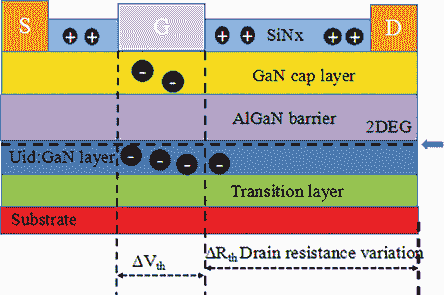 S
G
D
+ +
+ +
SiNx
+ +
- -
GaN cap layer
AlGaN barrier
2DEG
Uid:GaN layer
- - - -
Transition layer
Substrate
ΔVth
ΔRth Drain resistance variation